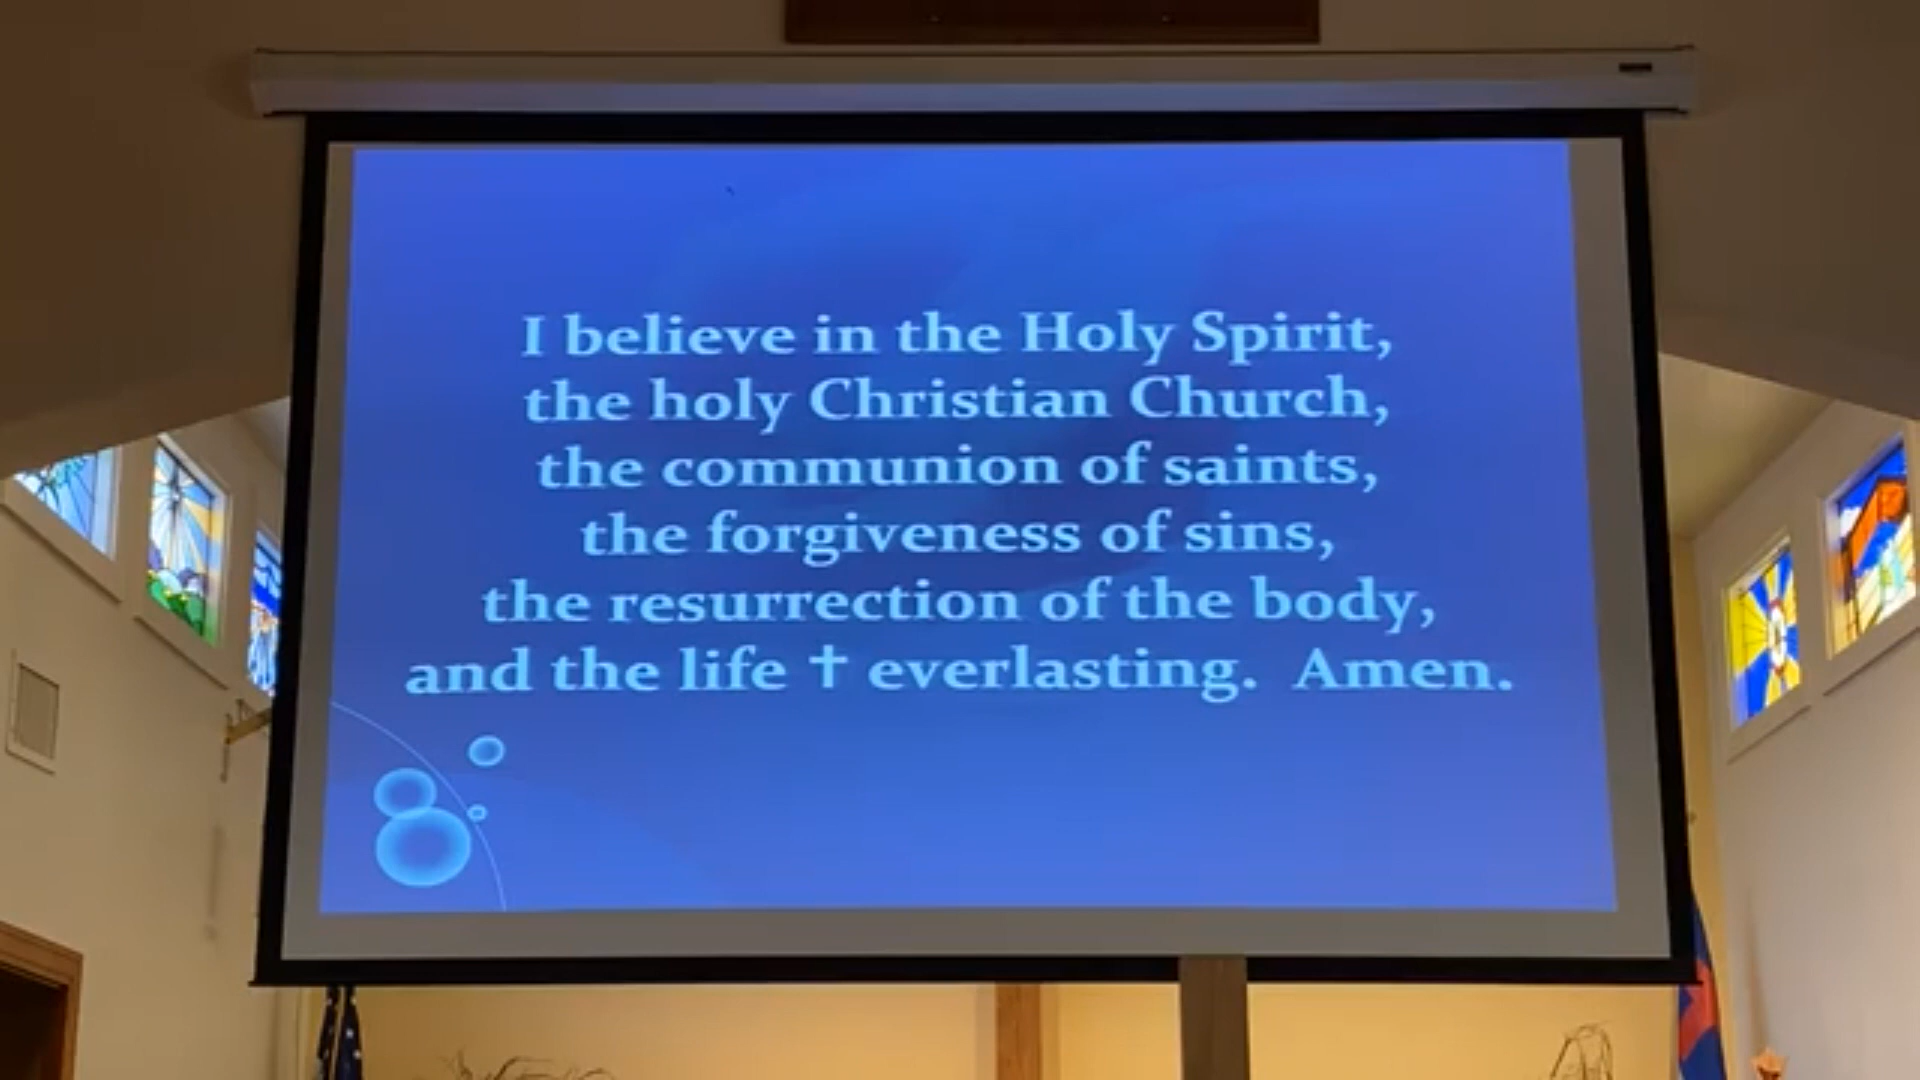 I believe in the Holy Spirit,
the holy Christian Church,
the communion of saints,
the forgiveness of sins,
the resurrection of the body,
and the life ✝ everlasting.  Amen.